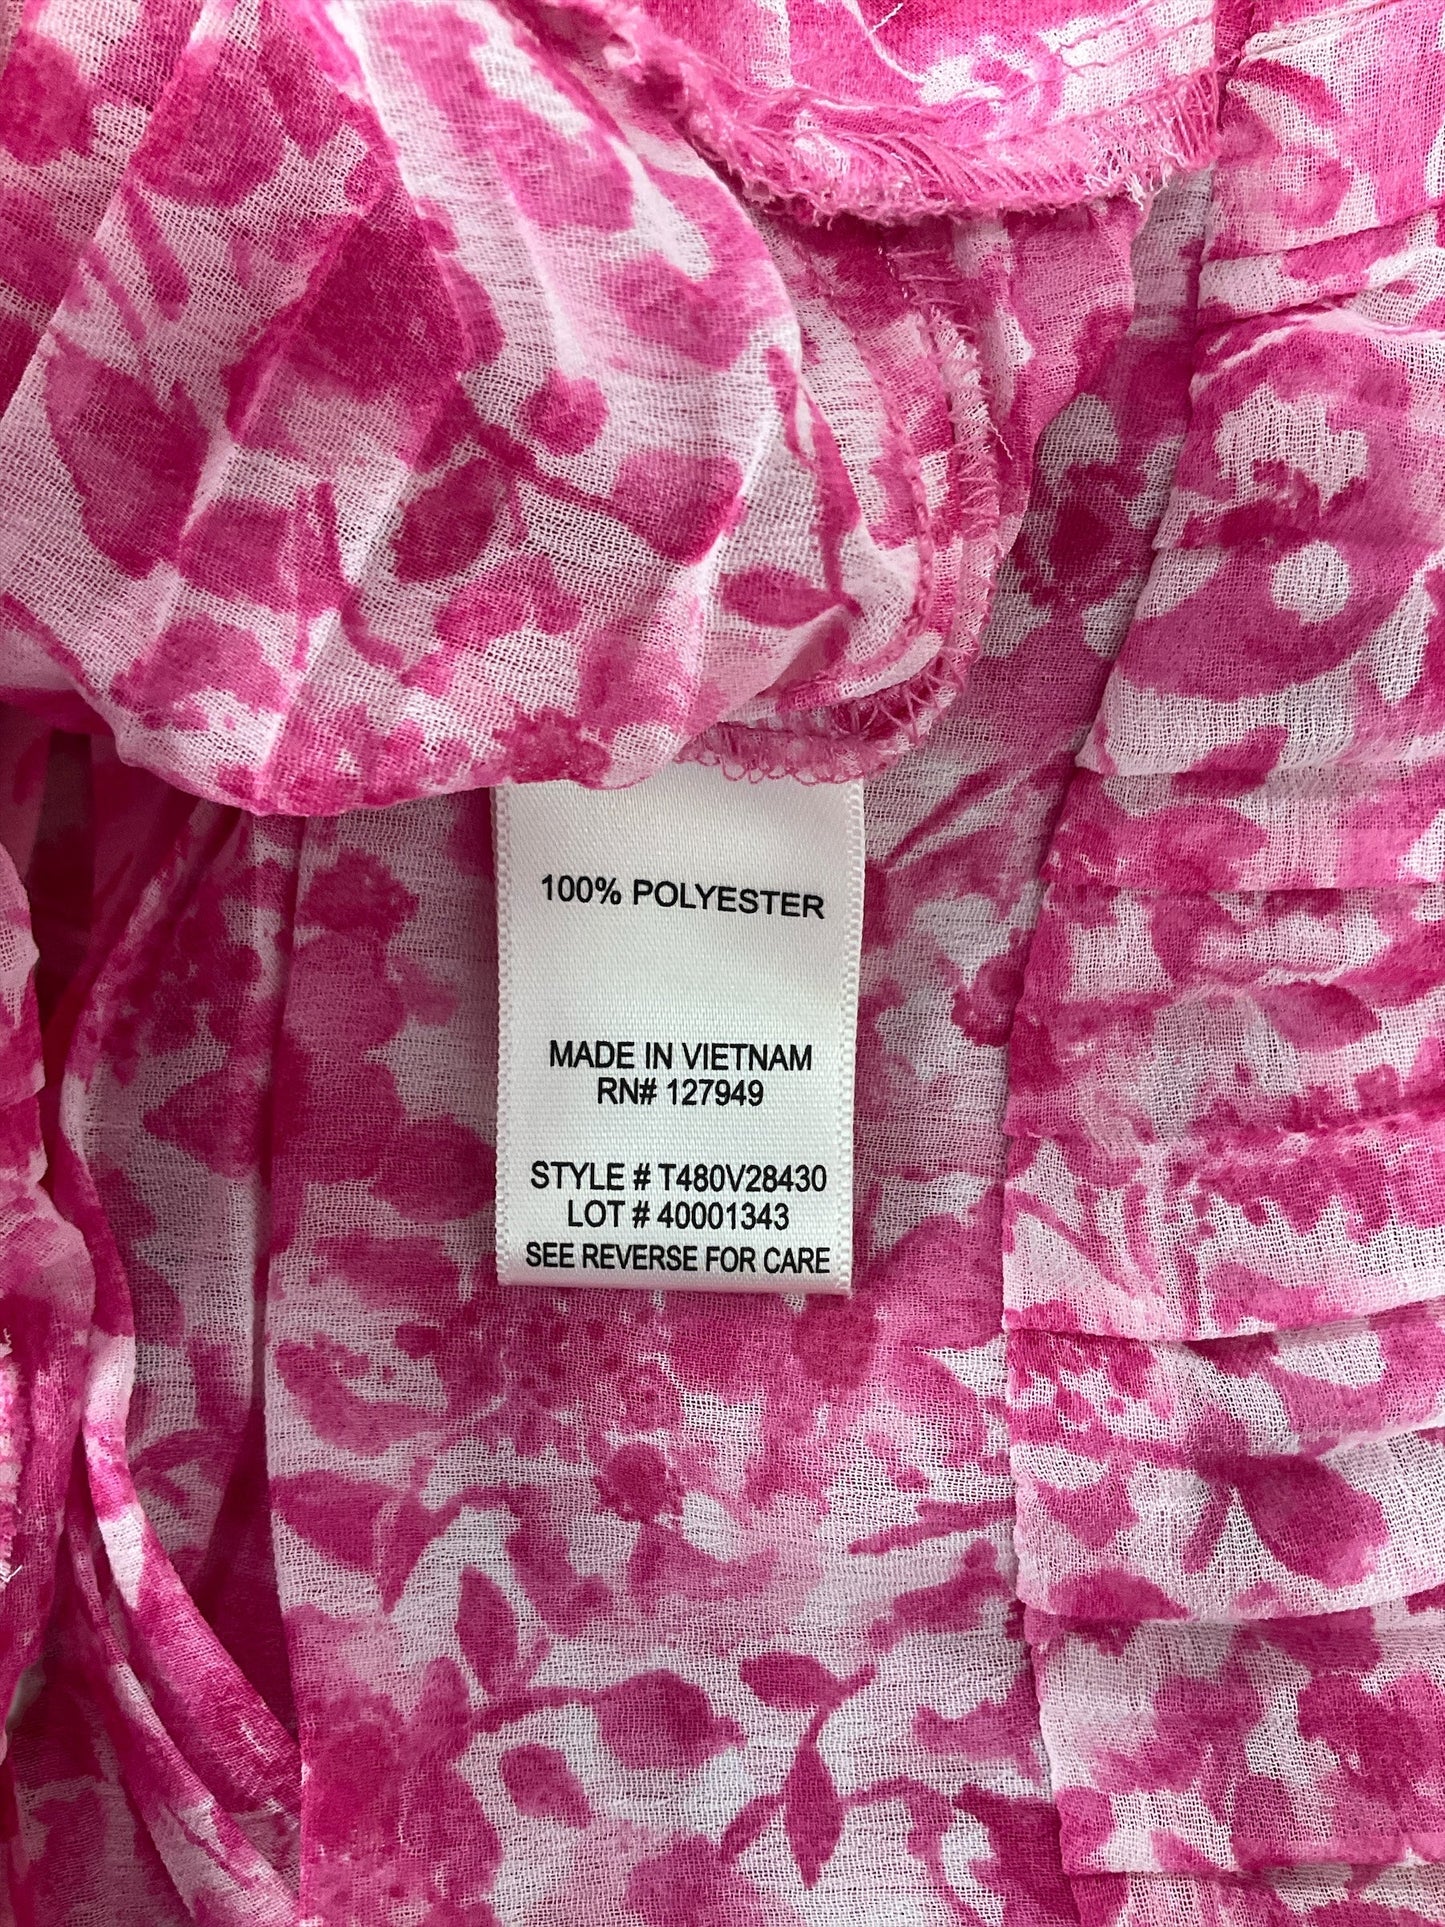 100% POLYESTER
MADE IN VIETNAM
RN# 127949
STYLE # T480V28430
LOT # 40001343
SEE REVERSE FOR CARE